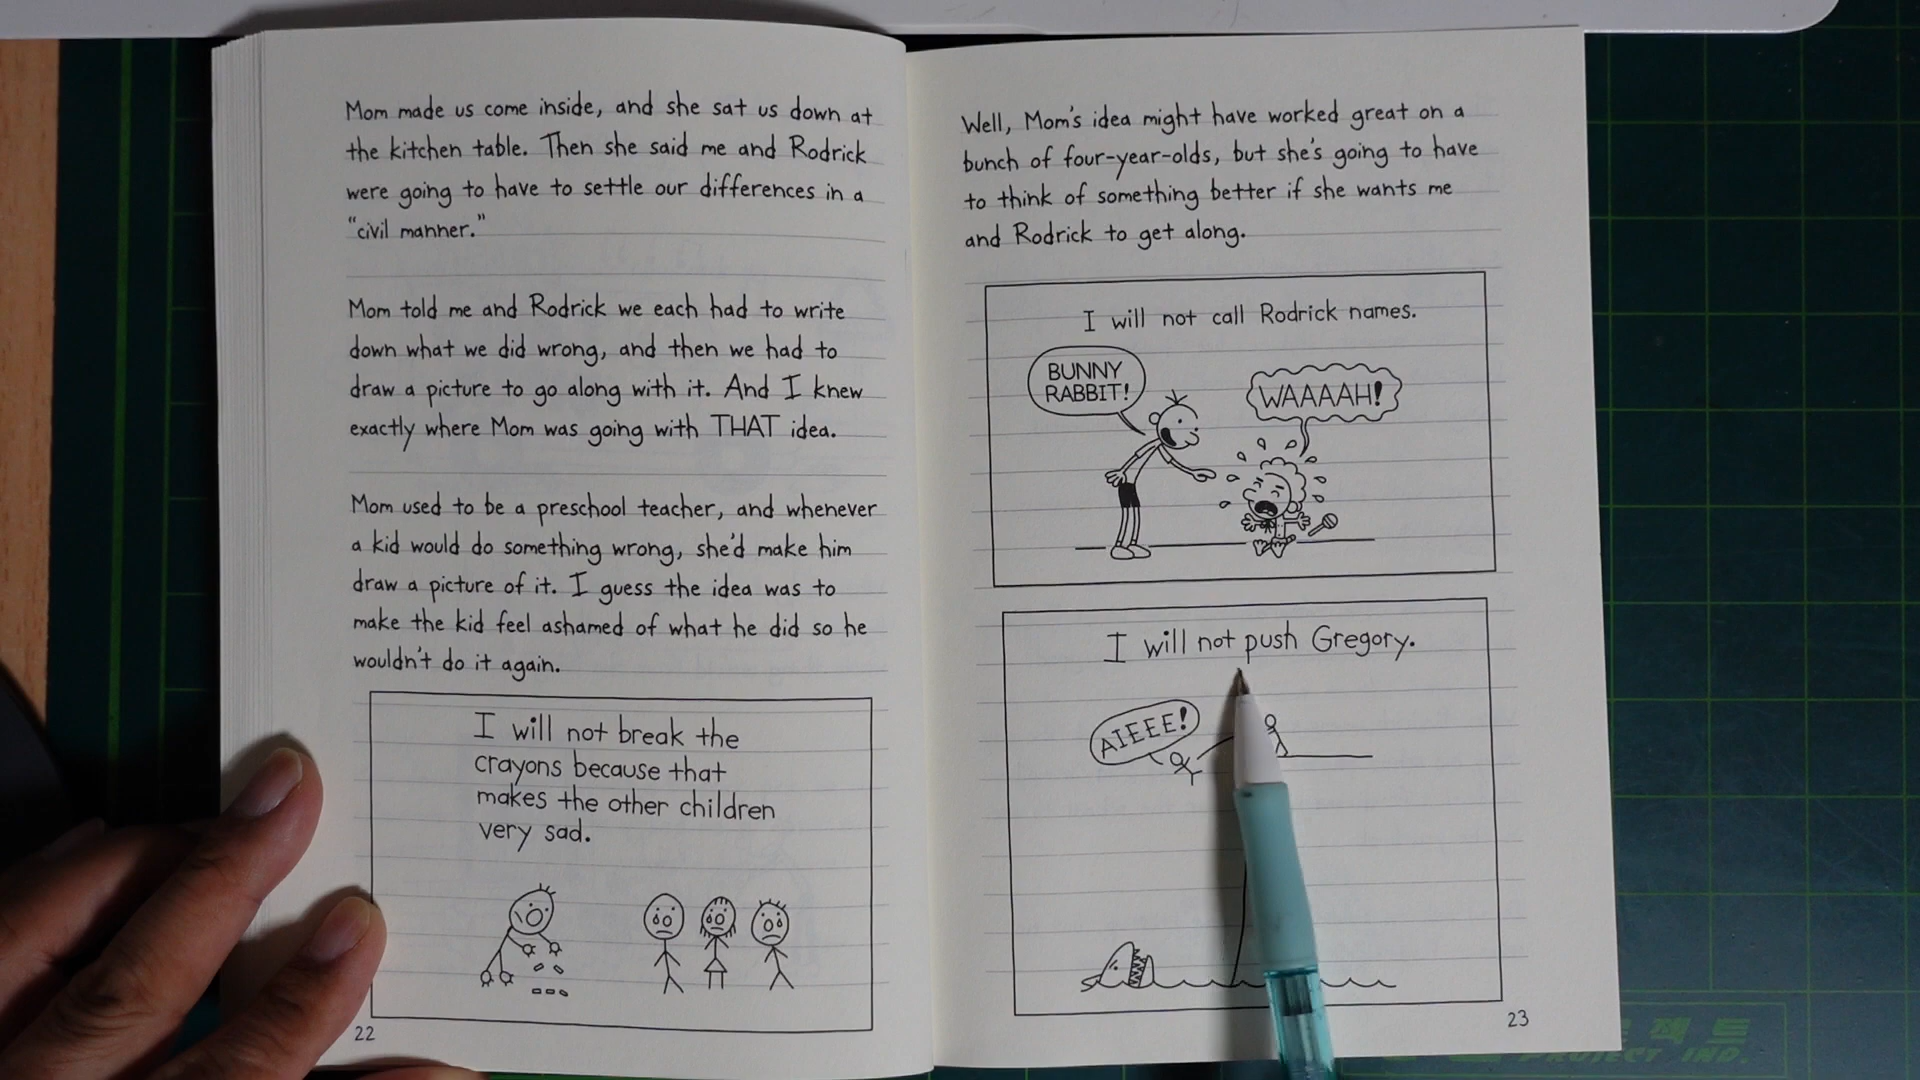 Mom made us come inside, and she sat us down at
the kitchen table. Then she said me and Rodrick
were going to have to settle our differences in a
"civil manner."
Mom told me and Rodrick we each had to write
down what we did wrong, and then we had to
draw a picture to go along with it. And I knew
exactly where Mom was going with THAT idea.
Mom used to be a preschool teacher, and whenever
a kid would do something wrong, she'd make him
draw a picture of it. I guess the idea was to
make the kid feel ashamed of what he did so he
wouldn't do it again.
I will not break the
crayons because that
makes the other children
very sad.
22
Well, Mom's idea might have worked great on a
bunch of four-year-olds, but she's going to have
to think of something better if she wants me
and Rodrick to get along.
I will not call Rodrick names.
BUNNY
RABBIT!
WAAAAH!
I will not push Gregory.
AIEEE!
23
PROJECT IND.